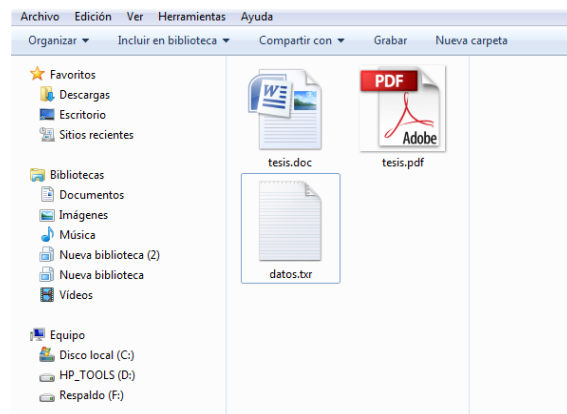 Archivo Edición Ver Herramientas Ayuda
Organizar Incluir en biblioteca Compartir con Grabar Nueva carpeta
Favoritos
Descargas
Escritorio
Sitios recientes
Bibliotecas
Documentos
Imágenes
Música
Nueva biblioteca (2)
Nueva biblioteca
Vídeos
Equipo
Disco local (C:)
HP_TOOLS (D:)
Respaldo (F:)
W
PDF
Adobe
tesis.doc
tesis.pdf
datos.txr